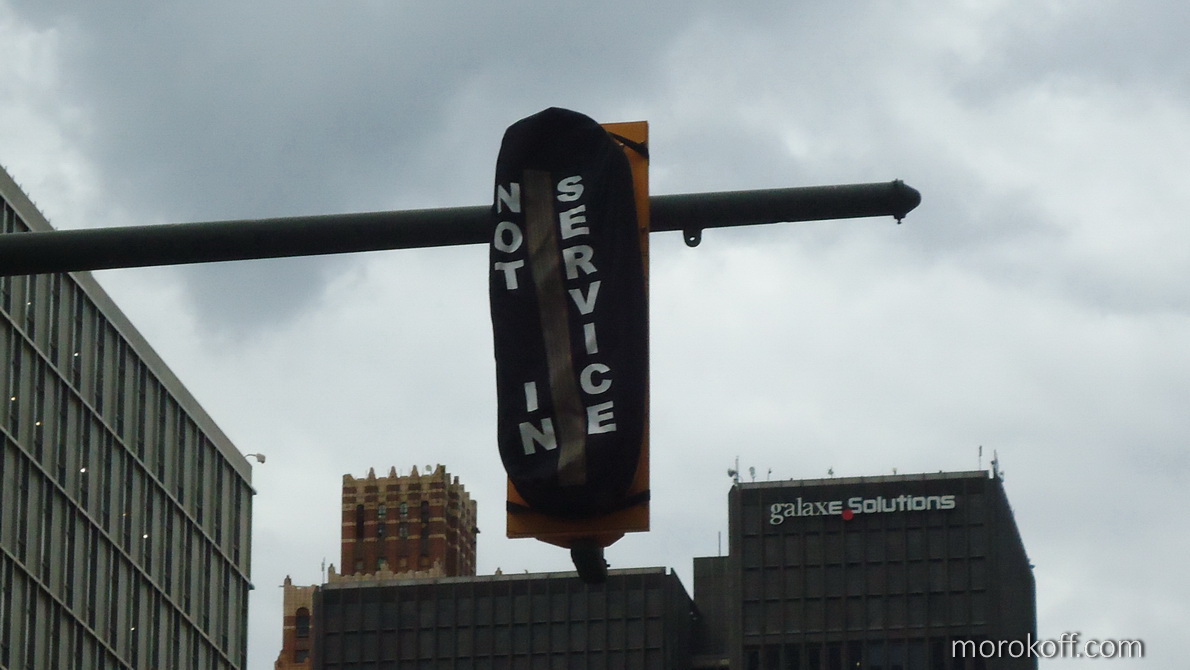 NOT IN
SERVICE
galaxE.Solutions
morokoff.com